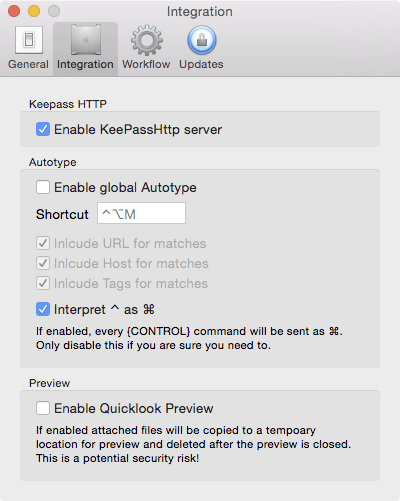 Integration
General Integration Workflow Updates
Keepass HTTP
Enable KeePassHttp server
Autotype
Enable global Autotype
Shortcut ^⌥M
Inlcude URL for matches
Inlcude Host for matches
Inlcude Tags for matches
Interpret ^ as ⌘
If enabled, every {CONTROL} command will be sent as ⌘.
Only disable this if you are sure you need to.
Preview
Enable Quicklook Preview
If enabled attached files will be copied to a tempoary
location for preview and deleted after the preview is closed.
This is a potential security risk!